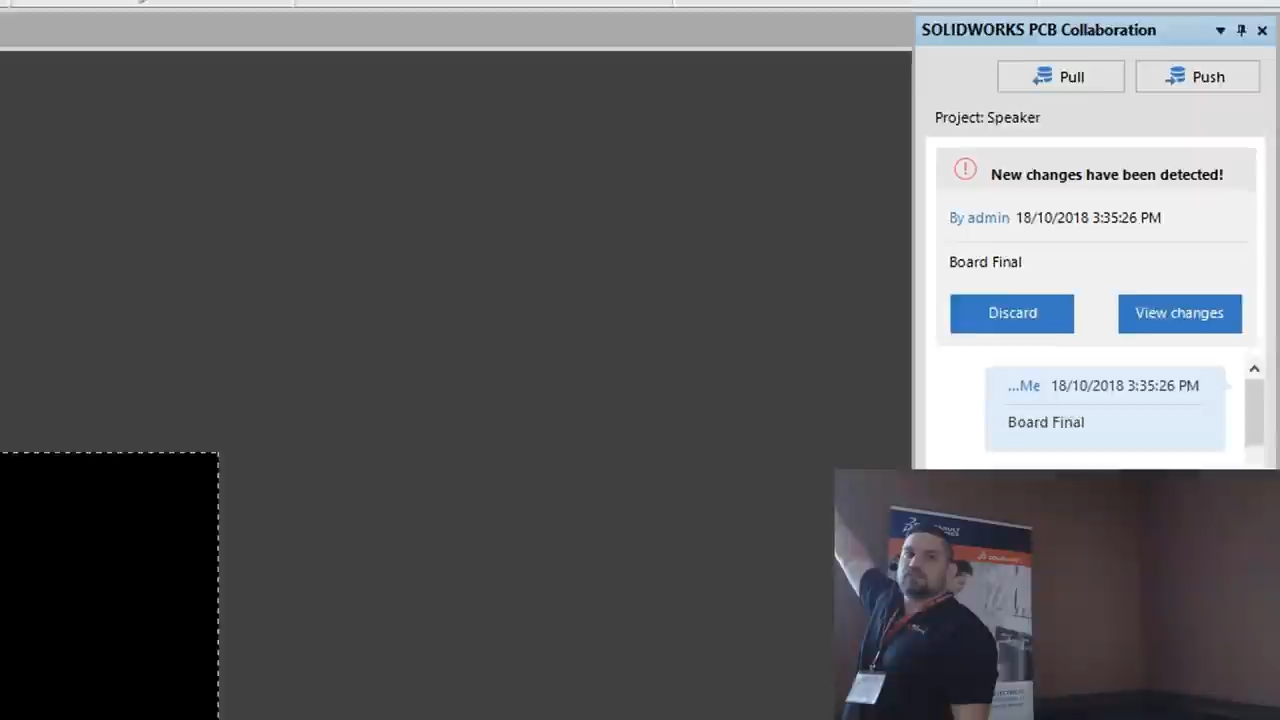 SOLIDWORKS PCB Collaboration
Pull
Push
Project: Speaker
New changes have been detected!
By admin 18/10/2018 3:35:26 PM
Board Final
Discard
View changes
...Me 18/10/2018 3:35:26 PM
Board Final